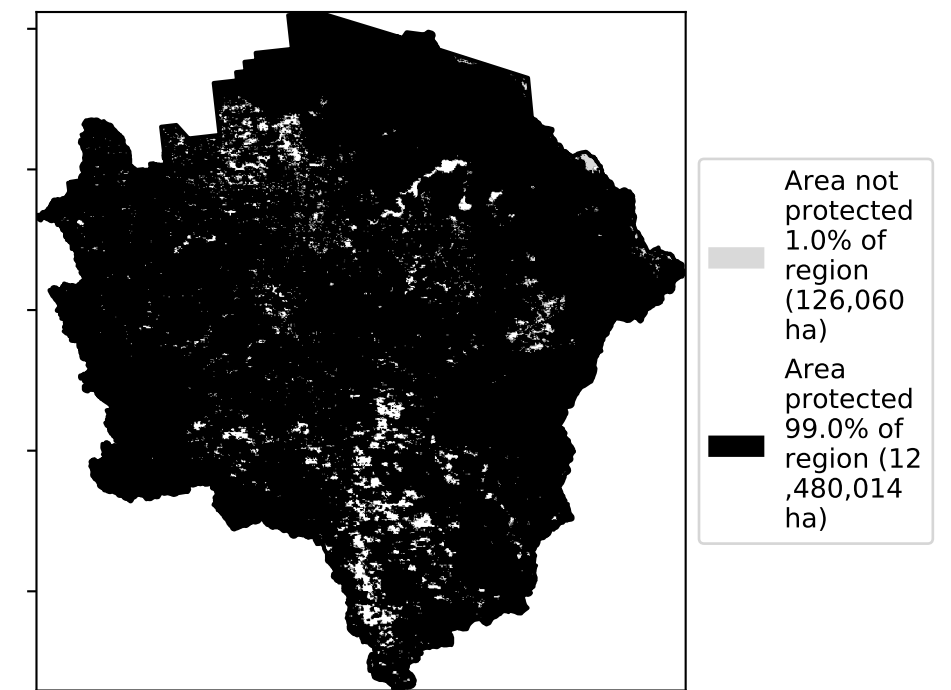 Area not
protected
1.0% of
region
(126,060
ha)
Area
protected
99.0% of
region (12
,480,014
ha)